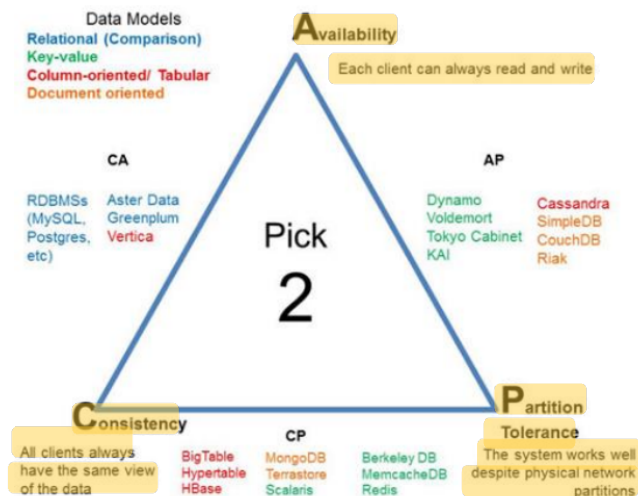 Data Models
Relational (Comparison)
Key-value
Column-oriented/ Tabular
Document oriented
Availability
Each client can always read and write
CA
RDBMSs
(MySQL,
Postgres,
etc)
Aster Data
Greenplum
Vertica
AP
Dynamo
Voldemort
Tokyo Cabinet
KAI
Cassandra
SimpleDB
CouchDB
Riak
Pick
2
Consistency
All clients always
have the same view
of the data
CP
BigTable
Hypertable
HBase
MongoDB
Terrastore
Scalaris
Berkeley DB
MemcacheDB
Redis
Partition
Tolerance
The system works well
despite physical network
partitions